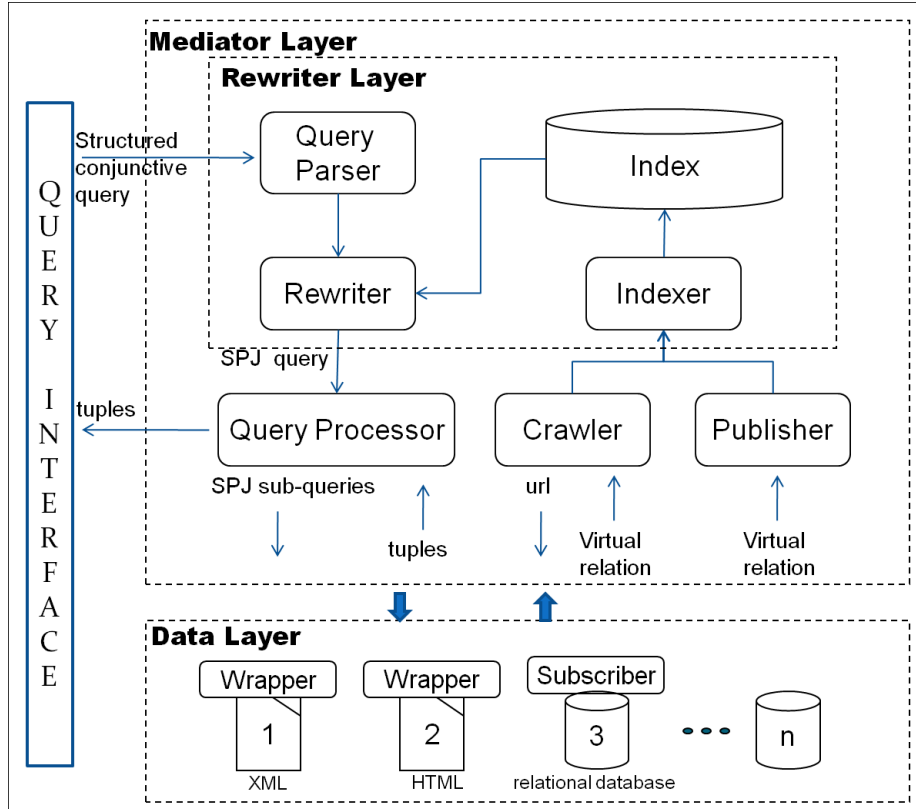 Mediator Layer
Rewriter Layer
QUERY INTERFACE
Structured
conjunctive
query
Query
Parser
Index
Rewriter
Indexer
SPJ query
tuples
Query Processor
Crawler
Publisher
SPJ sub-queries
url
tuples
Virtual
relation
Virtual
relation
Data Layer
Wrapper
Wrapper
Subscriber
1
2
3
n
XML
HTML
relational database